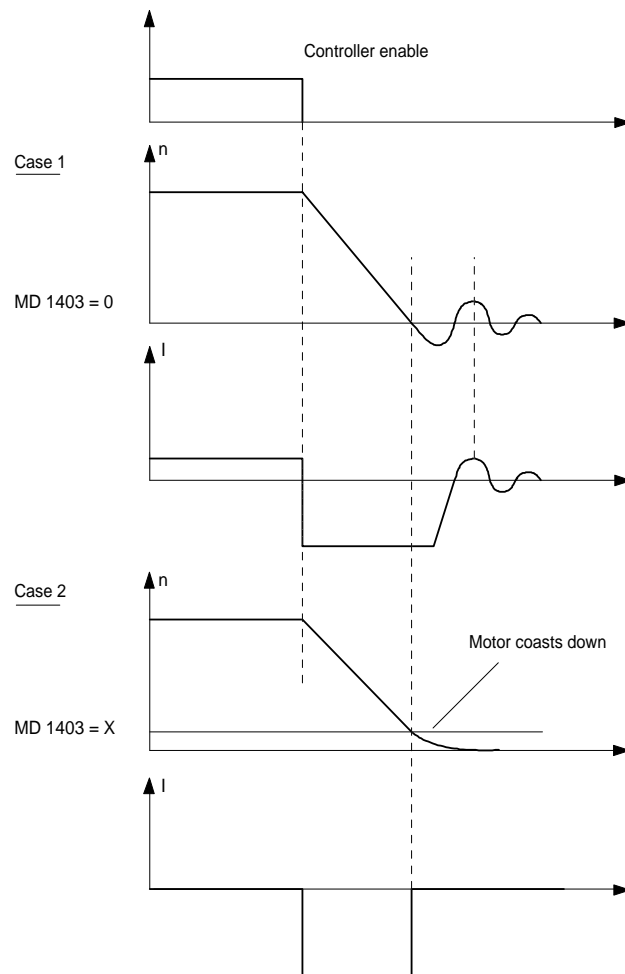 Controller enable
n
Case 1
MD 1403 = 0
I
n
Case 2
Motor coasts down
MD 1403 = X
I